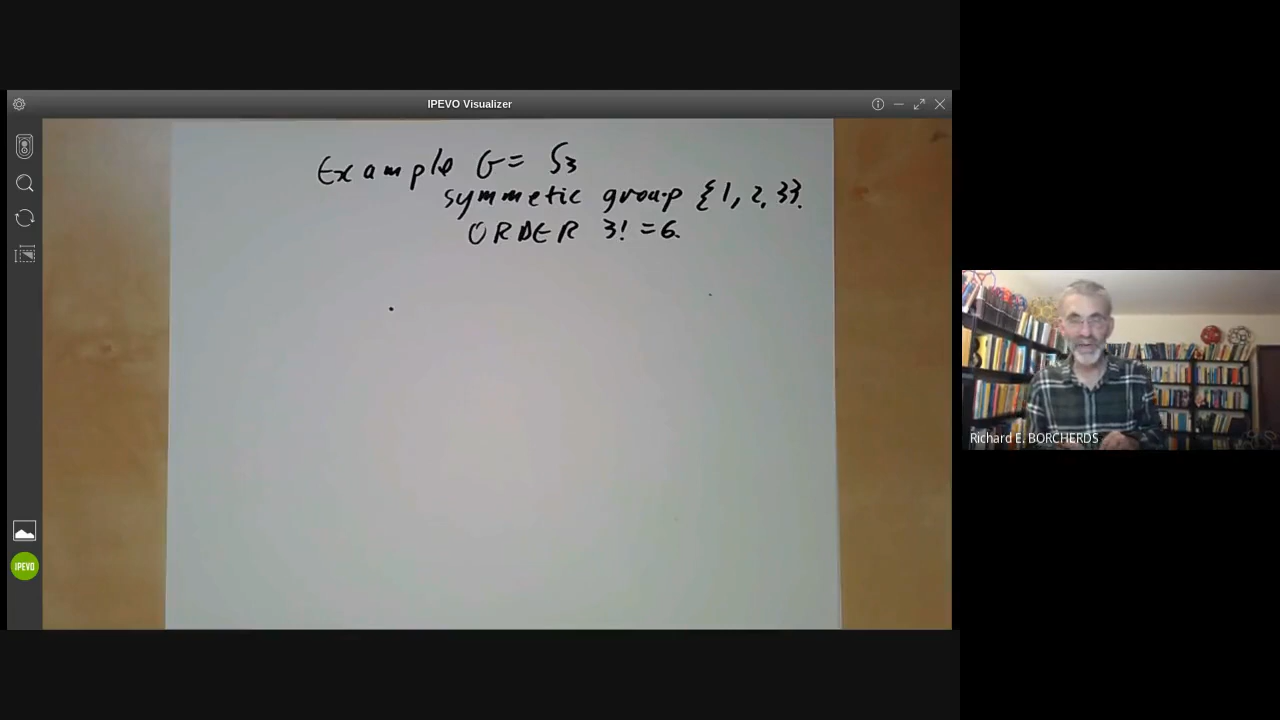 IPEVO Visualizer
Example G = S3
symmetic group {1, 2, 3}.
ORDER 3! = 6.
IPEVO
Richard E. BORCHERDS